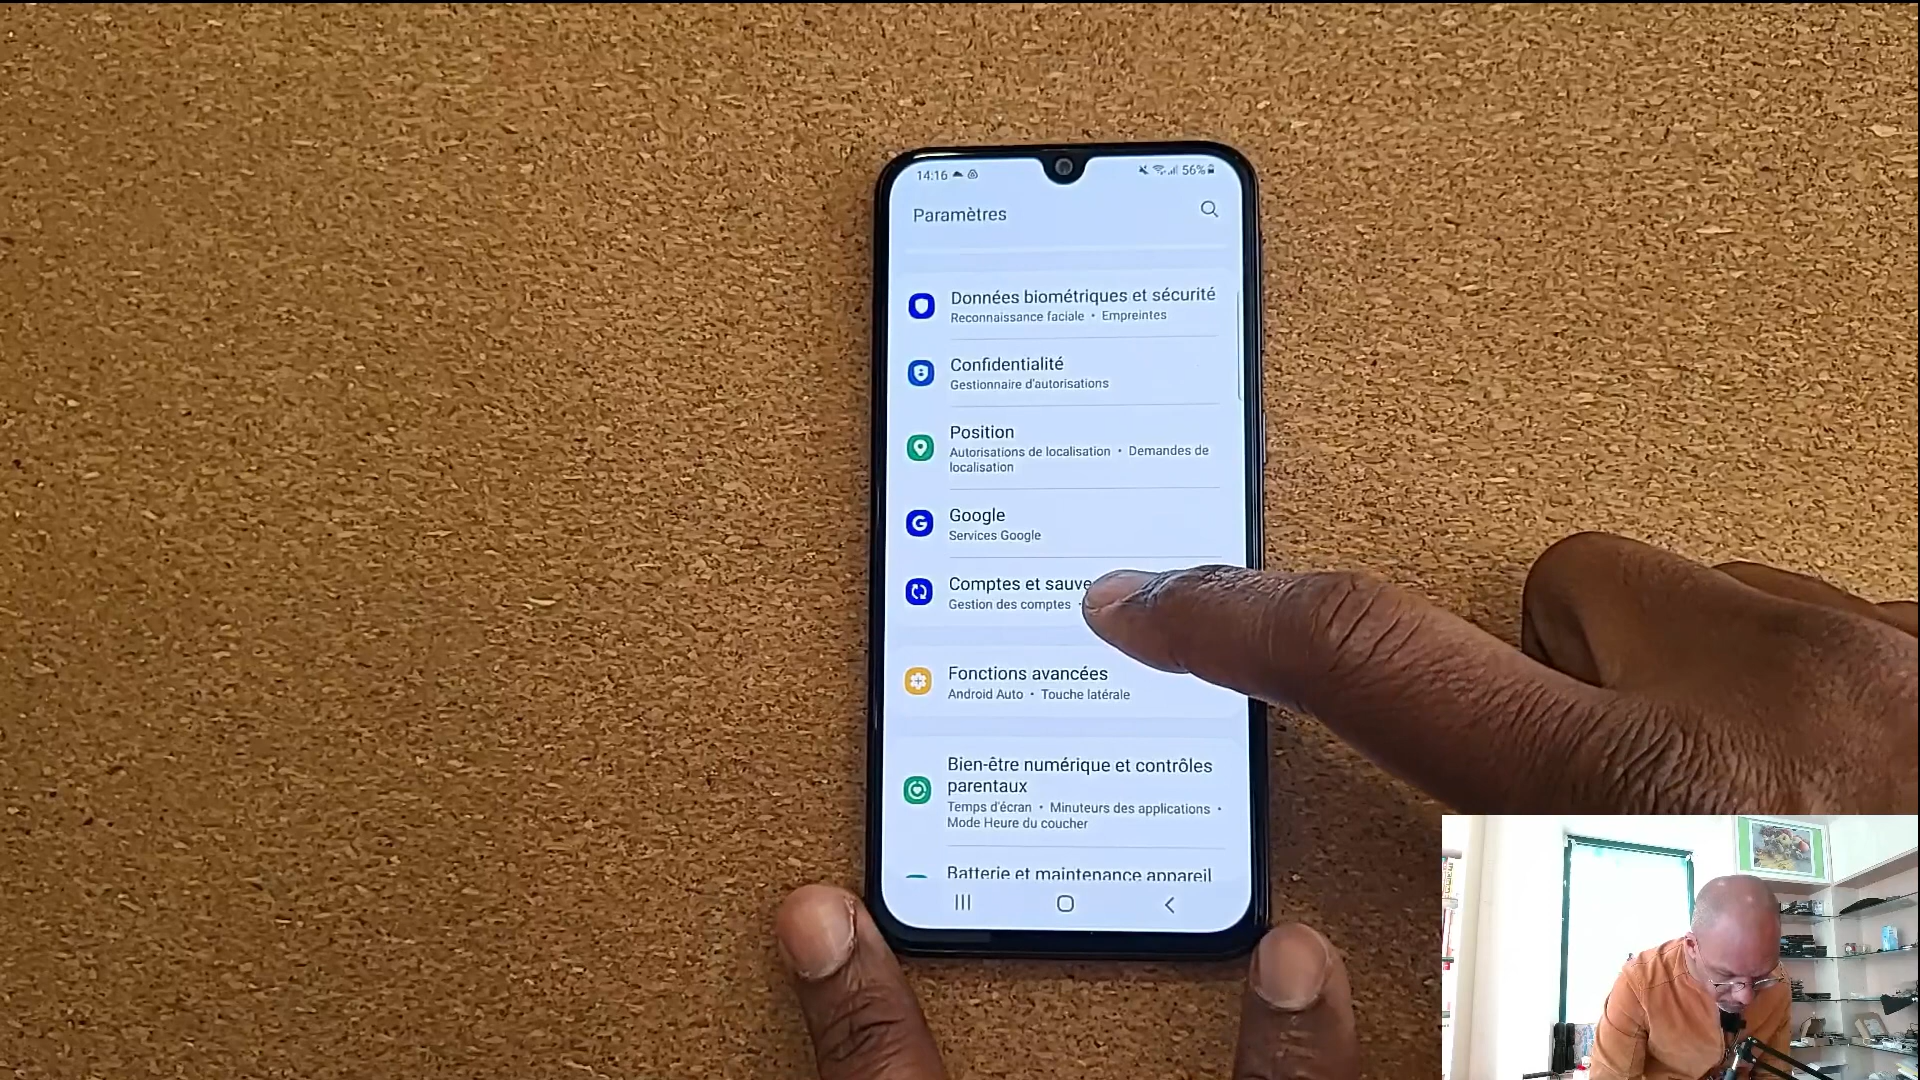 14:16 56%
Paramètres
Données biométriques et sécurité
Reconnaissance faciale • Empreintes
Confidentialité
Gestionnaire d'autorisations
Position
Autorisations de localisation • Demandes de
localisation
Google
Services Google
Comptes et sauve
Gestion des comptes •
Fonctions avancées
Android Auto • Touche latérale
Bien-être numérique et contrôles
parentaux
Temps d'écran • Minuteurs des applications •
Mode Heure du coucher
Batterie et maintenance appareil